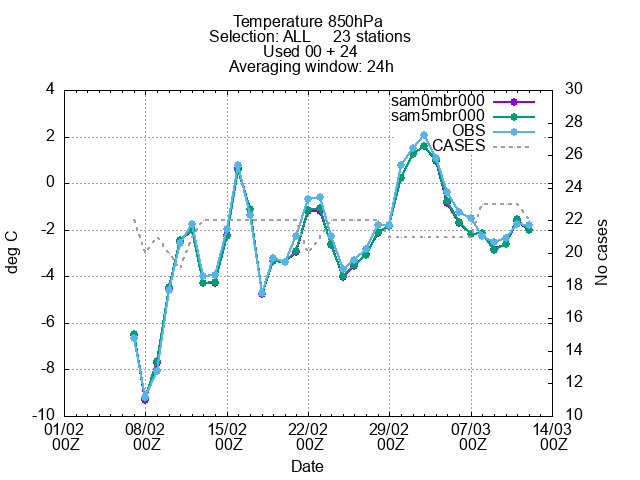 Temperature 850hPa
Selection: ALL     23 stations
Used 00 + 24
Averaging window: 24h
sam0mbr000
sam5mbr000
OBS
CASES
4
2
0
-2
-4
-6
-8
-10
deg C
30
28
26
24
22
20
18
16
14
12
10
No cases
01/02 08/02 15/02 22/02 29/02 07/03 14/03
00Z 00Z 00Z 00Z 00Z 00Z 00Z
Date